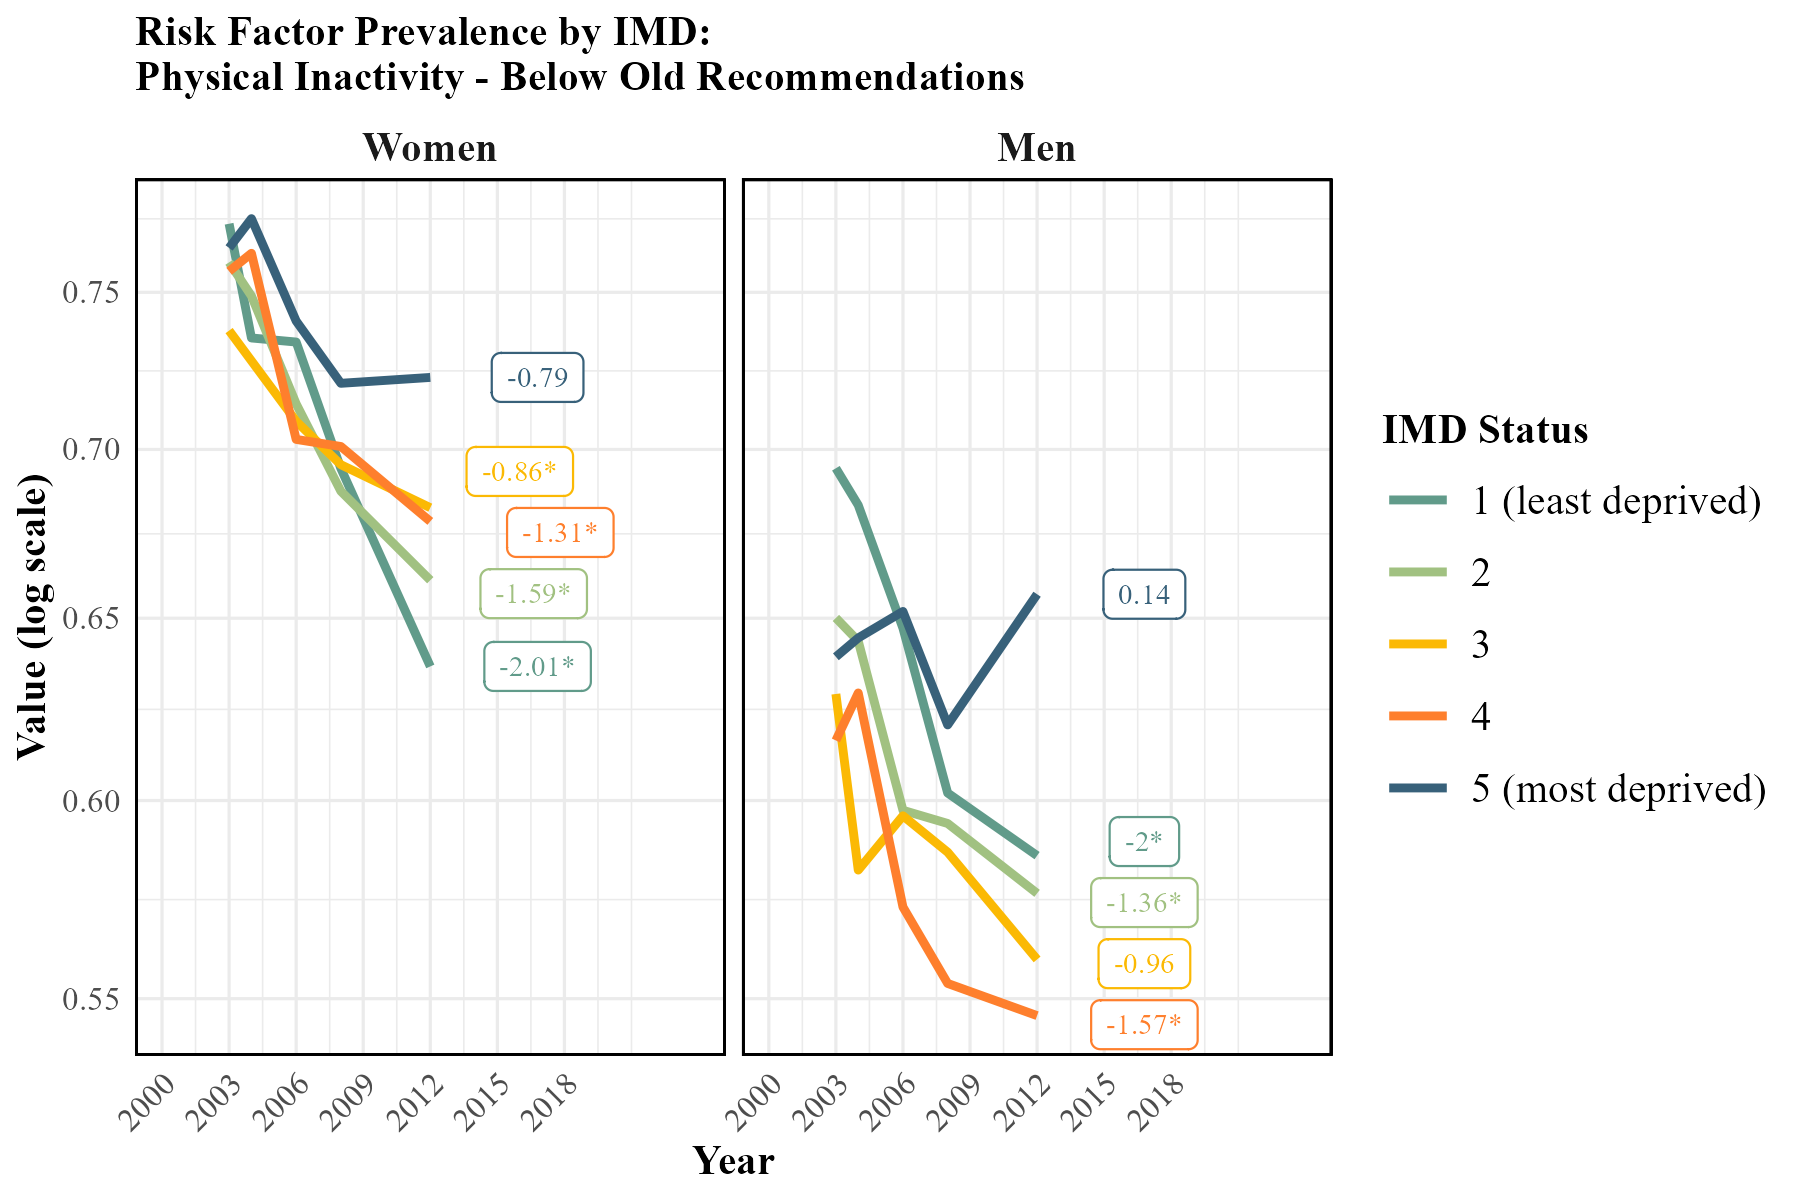 Risk Factor Prevalence by IMD:
Physical Inactivity - Below Old Recommendations
Women
Men
Value (log scale)
0.75
0.70
0.65
0.60
0.55
-0.79
-0.86*
-1.31*
-1.59*
-2.01*
0.14
-2*
-1.36*
-0.96
-1.57*
2000 2003 2006 2009 2012 2015 2018
2000 2003 2006 2009 2012 2015 2018
Year
IMD Status
1 (least deprived)
2
3
4
5 (most deprived)